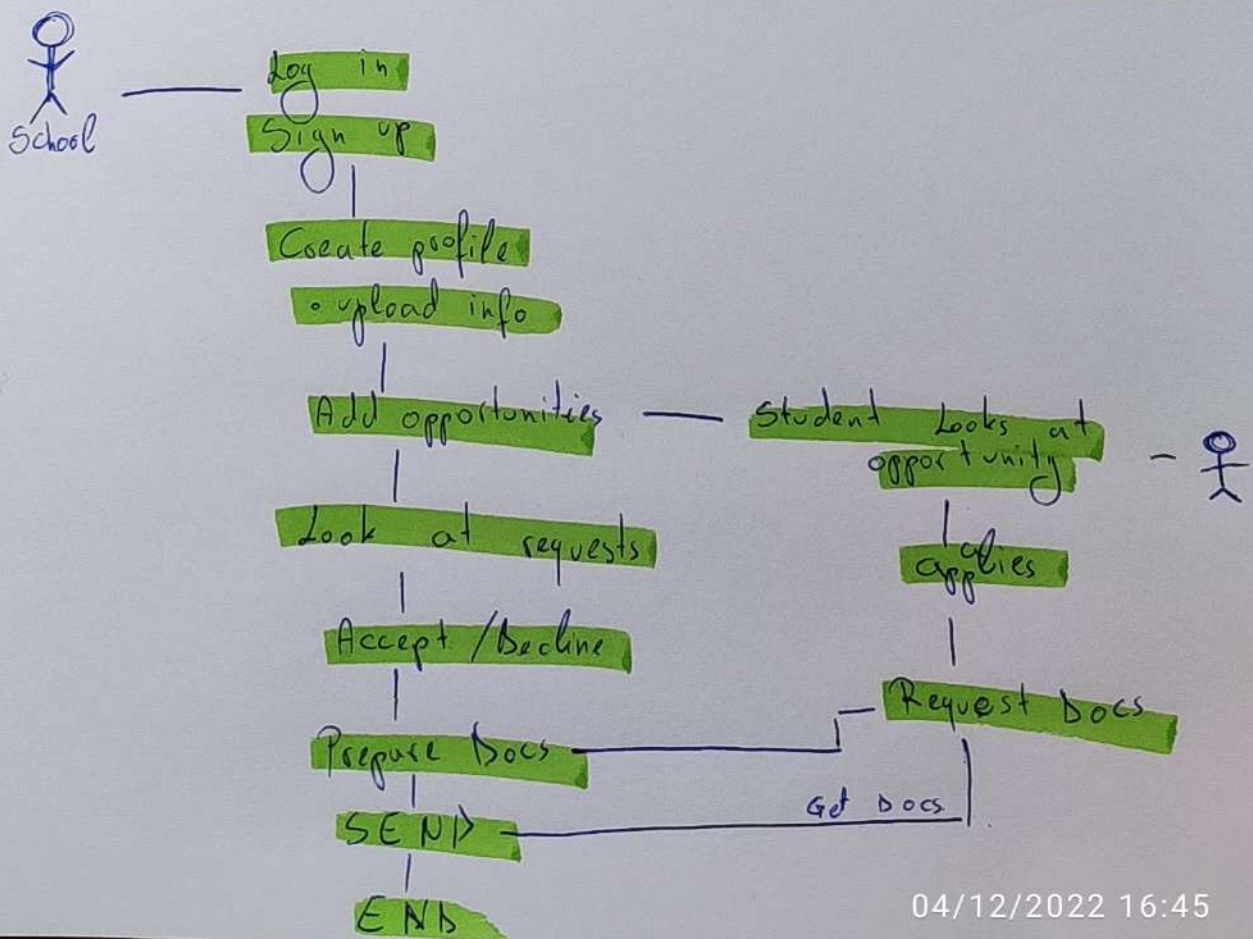 School
Log in
Sign up
Create profile
• upload info
Add opportunities
Student Looks at
opportunity
Look at requests
applies
Accept / Decline
Request Docs
Prepare Docs
Get Docs
SEND
END
04/12/2022 16:45